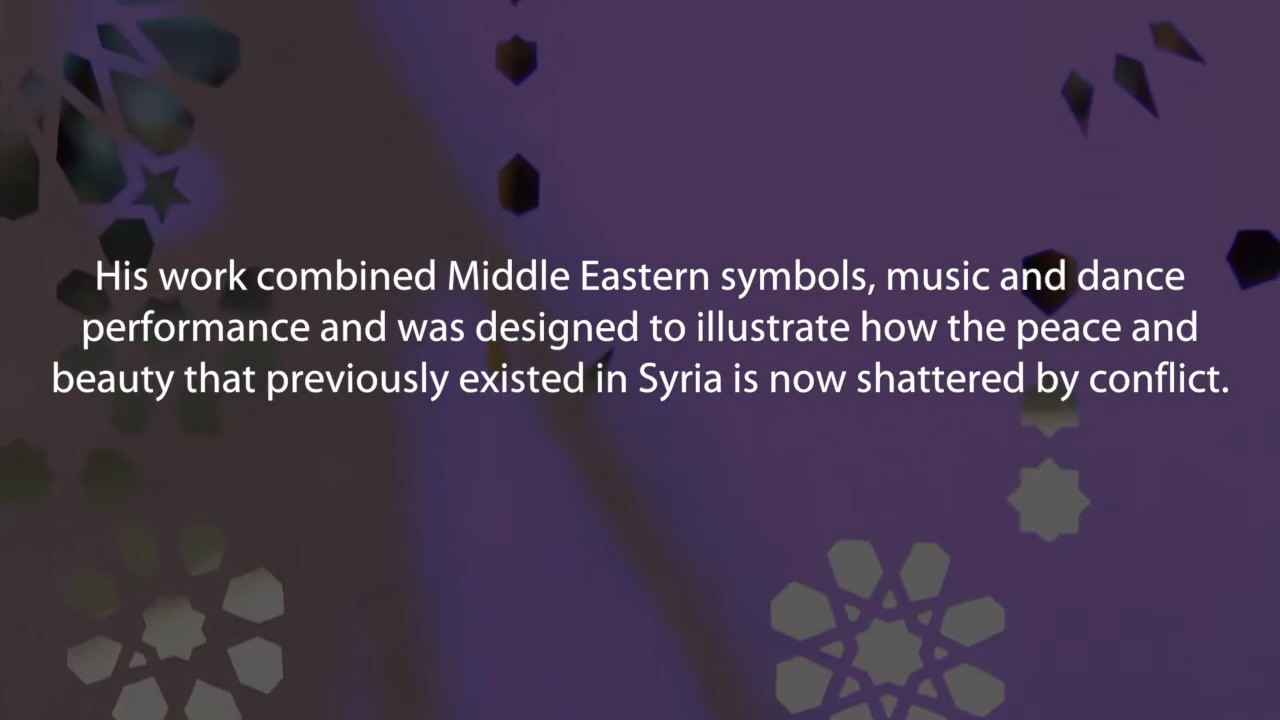 His work combined Middle Eastern symbols, music and dance
performance and was designed to illustrate how the peace and
beauty that previously existed in Syria is now shattered by conflict.